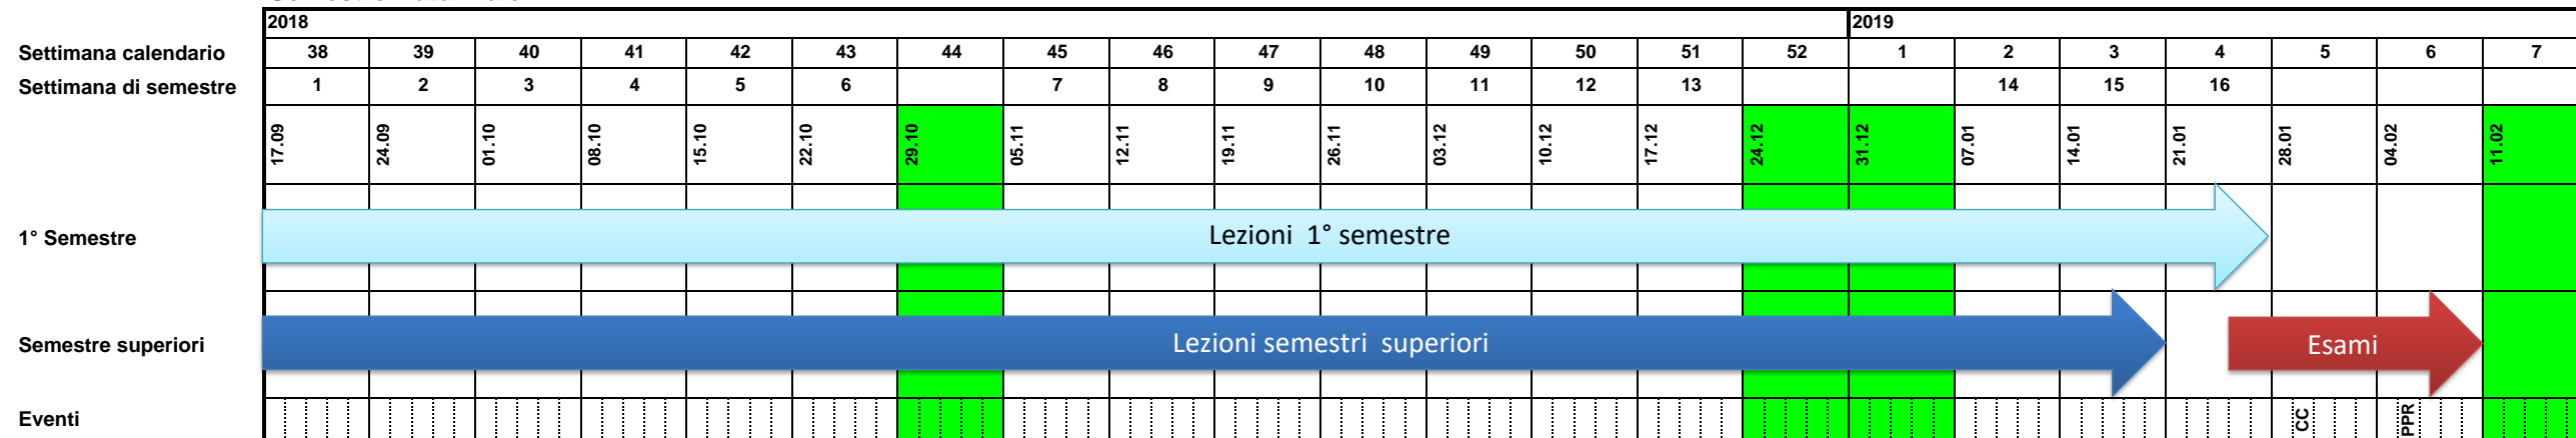 2018 2019
Settimana calendario 38 39 40 41 42 43 44 45 46 47 48 49 50 51 52 1 2 3 4 5 6 7
Settimana di semestre 1 2 3 4 5 6 7 8 9 10 11 12 13 14 15 16
17.09 24.09 01.10 08.10 15.10 22.10 29.10 05.11 12.11 19.11 26.11 03.12 10.12 17.12 24.12 31.12 07.01 14.01 21.01 28.01 04.02 11.02
1° Semestre Lezioni 1° semestre
Semestre superiori Lezioni semestri superiori Esami
Eventi CC PPR